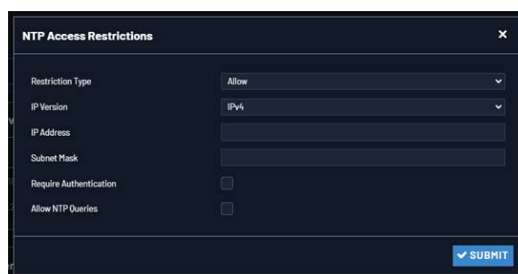 NTP Access Restrictions ×
Restriction Type Allow
IP Version IPv4
IP Address
Subnet Mask
Require Authentication
Allow NTP Queries
✔ SUBMIT